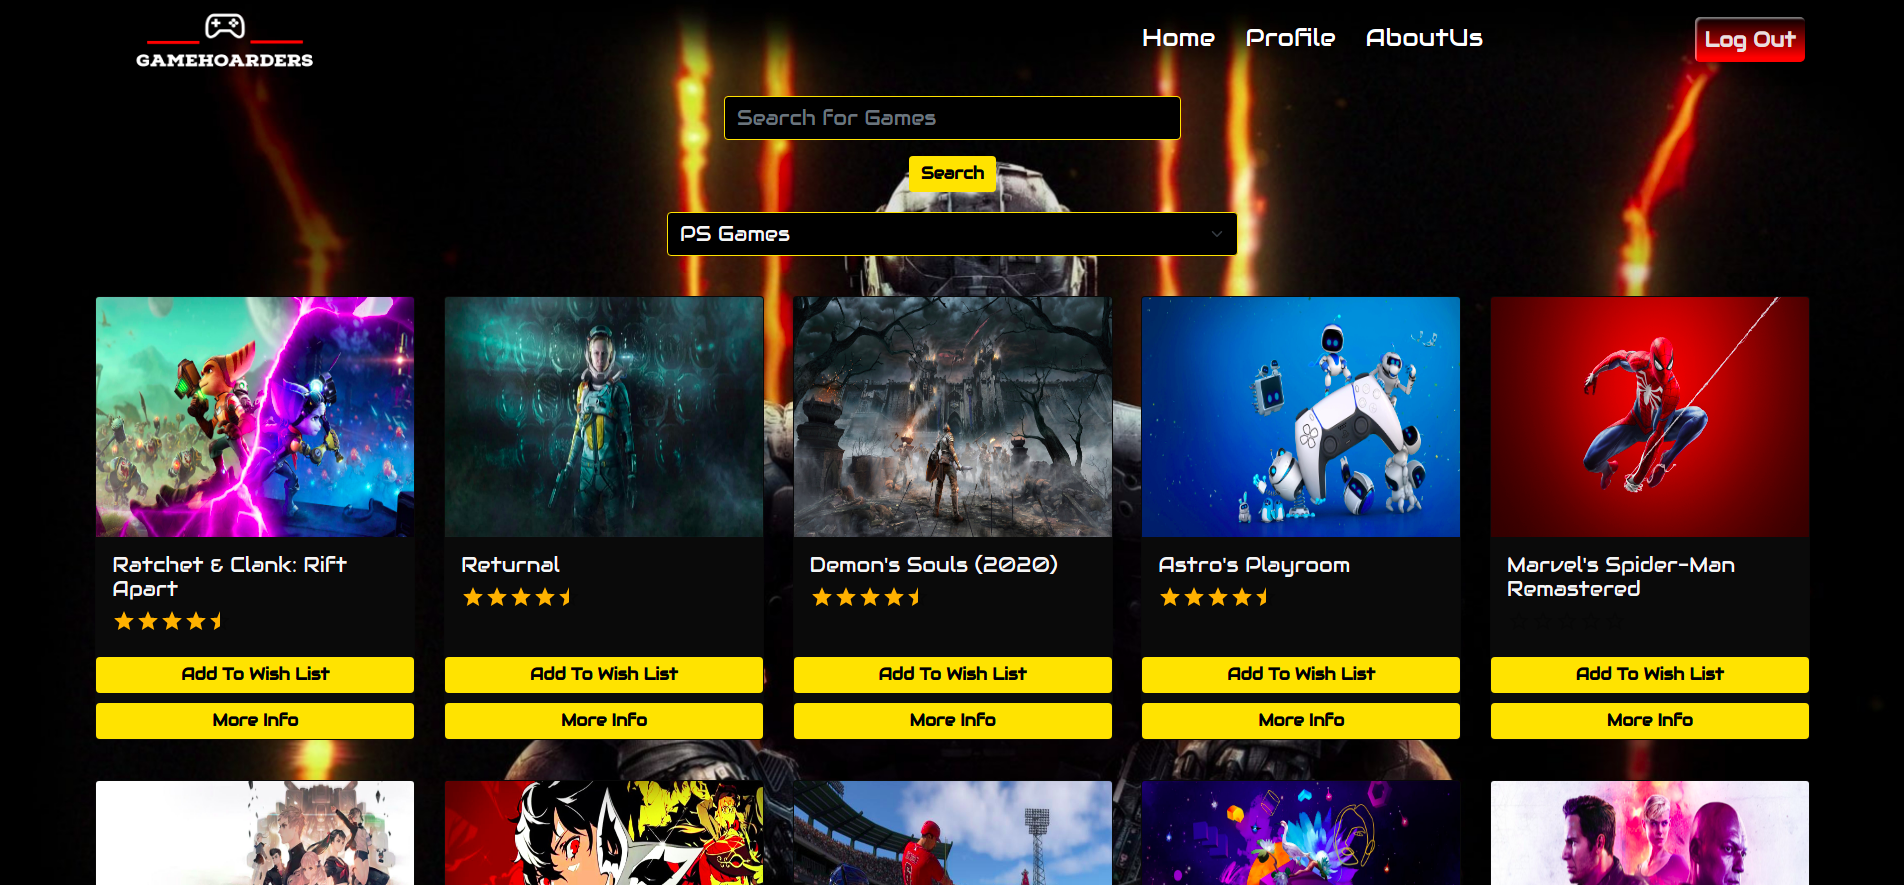 GAMEHOARDERS
Home Profile AboutUs
Log Out
Search for Games
Search
PS Games
Ratchet & Clank: Rift
Apart
Returnal
Demon's Souls (2020)
Astro's Playroom
Marvel's Spider-Man
Remastered
Add To Wish List
Add To Wish List
Add To Wish List
Add To Wish List
Add To Wish List
More Info
More Info
More Info
More Info
More Info